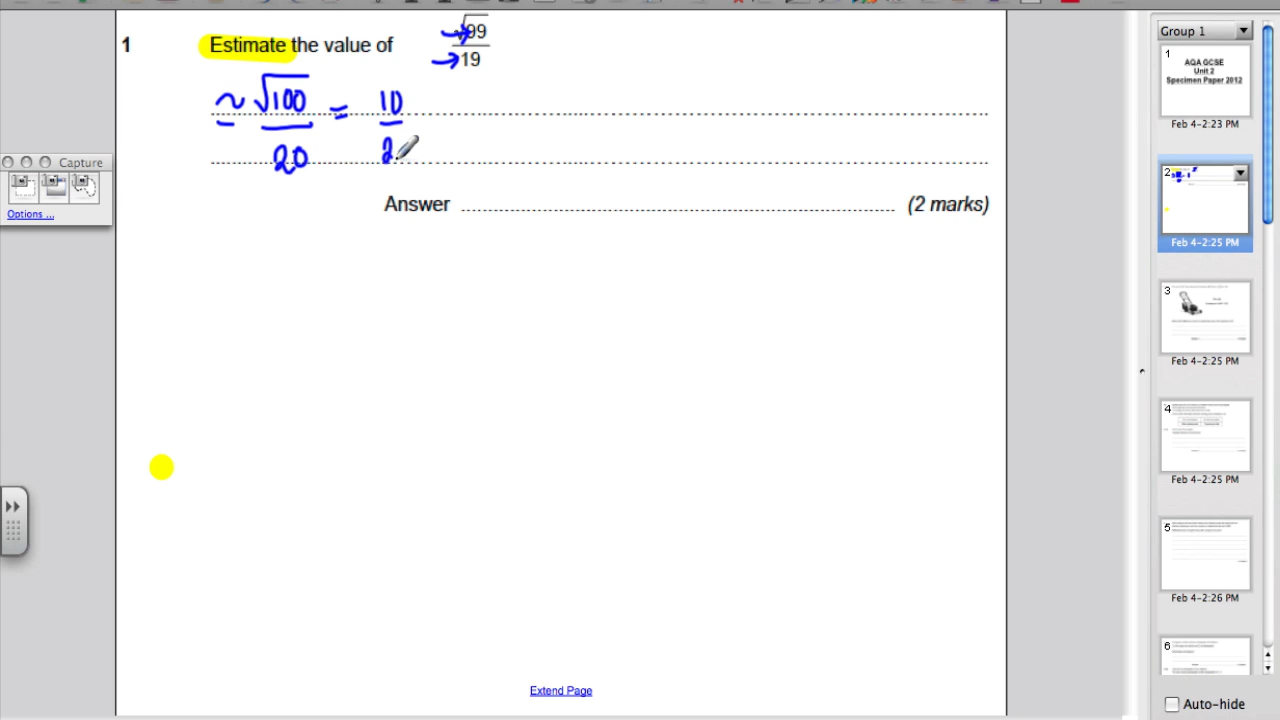 1 Estimate the value of √99
19
≈ √100 = 10
20 2
Answer (2 marks)
Extend Page
Capture
Options ...
Group 1
1
AQA GCSE
Unit 2
Specimen Paper 2012
Feb 4-2:23 PM
2
Feb 4-2:25 PM
3
Feb 4-2:25 PM
4
Feb 4-2:25 PM
5
Feb 4-2:26 PM
6
Auto-hide